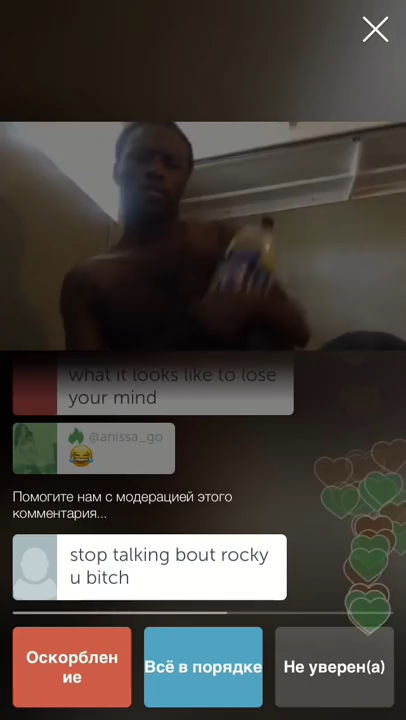 what it looks like to lose
your mind
@anissa_go
Помогите нам с модерацией этого
комментария...
stop talking bout rocky
u bitch
Оскорблен
ие
Всё в порядке
Не уверен(а)